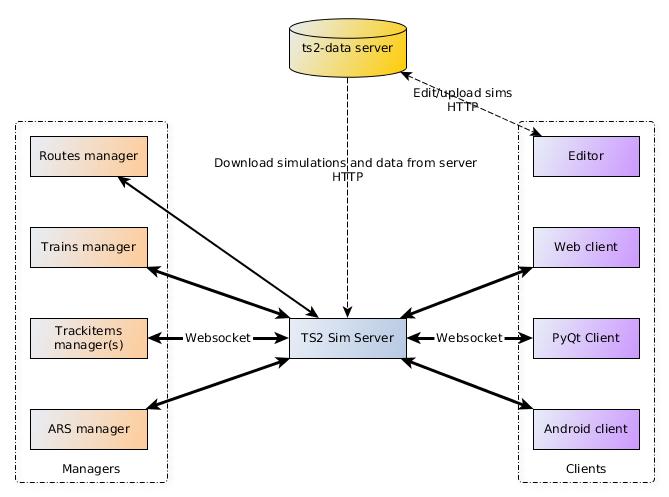 ts2-data server
Edit/upload sims
HTTP
Routes manager
Editor
Download simulations and data from server
HTTP
Trains manager
Web client
Trackitems
manager(s)
Websocket
TS2 Sim Server
Websocket
PyQt Client
ARS manager
Android client
Managers
Clients